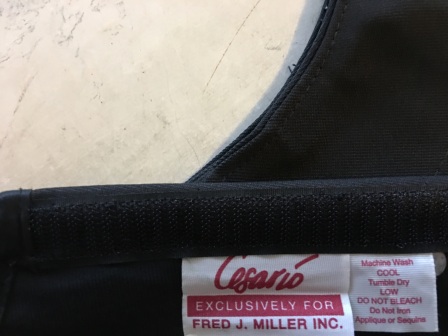 Cesario
EXCLUSIVELY FOR
FRED J. MILLER INC.
Machine Wash
COOL
Tumble Dry
LOW
DO NOT BLEACH
Do Not Iron
Applique or Sequins